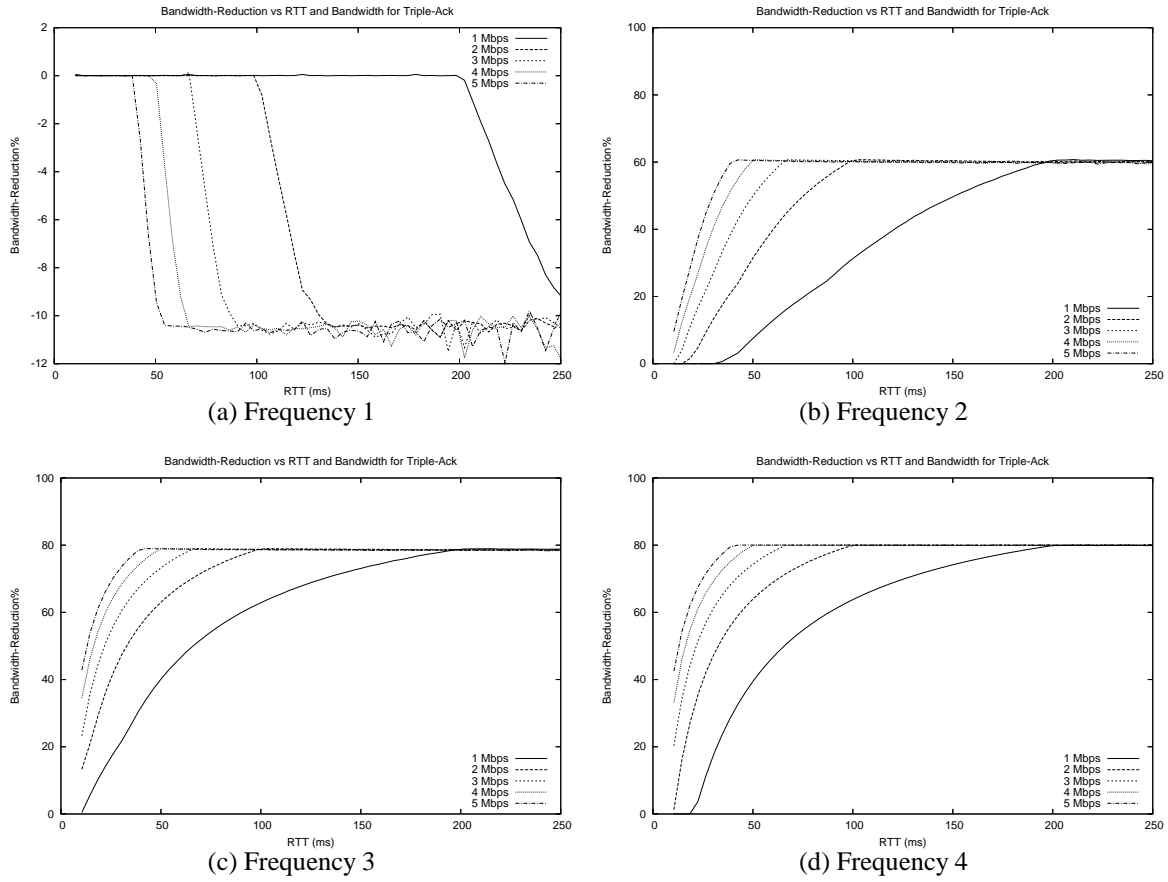 Bandwidth-Reduction vs RTT and Bandwidth for Triple-Ack
2
0
-2
-4
-6
-8
-10
-12
Bandwidth-Reduction%
1 Mbps
2 Mbps
3 Mbps
4 Mbps
5 Mbps
0 50 100 150 200 250
RTT (ms)
(a) Frequency 1
Bandwidth-Reduction vs RTT and Bandwidth for Triple-Ack
100
80
60
40
20
0
Bandwidth-Reduction%
1 Mbps
2 Mbps
3 Mbps
4 Mbps
5 Mbps
0 50 100 150 200 250
RTT (ms)
(b) Frequency 2
Bandwidth-Reduction vs RTT and Bandwidth for Triple-Ack
100
80
60
40
20
0
Bandwidth-Reduction%
1 Mbps
2 Mbps
3 Mbps
4 Mbps
5 Mbps
0 50 100 150 200 250
RTT (ms)
(c) Frequency 3
Bandwidth-Reduction vs RTT and Bandwidth for Triple-Ack
100
80
60
40
20
0
Bandwidth-Reduction%
1 Mbps
2 Mbps
3 Mbps
4 Mbps
5 Mbps
0 50 100 150 200 250
RTT (ms)
(d) Frequency 4